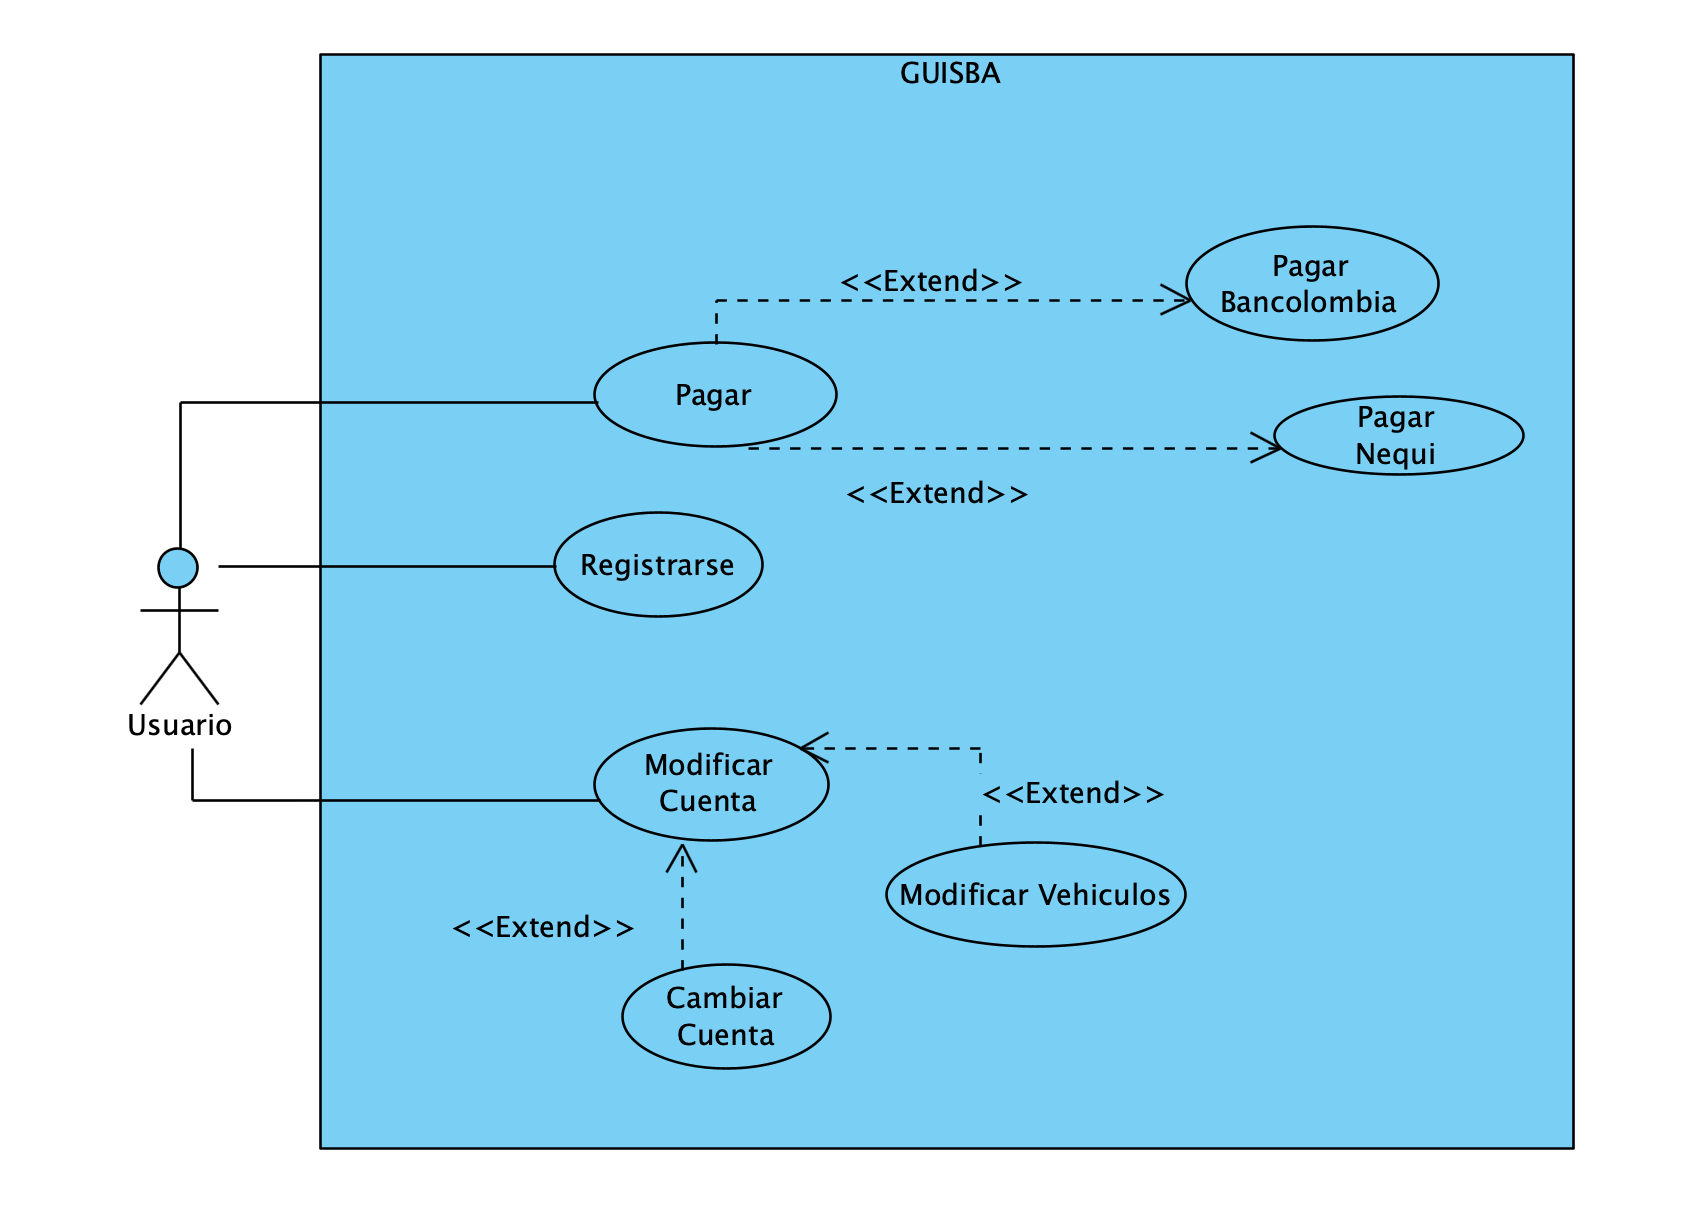 GUISBA
<<Extend>>
Pagar
Bancolombia
Pagar
Pagar
Nequi
<<Extend>>
Registrarse
Usuario
Modificar
Cuenta
<<Extend>>
Modificar Vehiculos
<<Extend>>
Cambiar
Cuenta